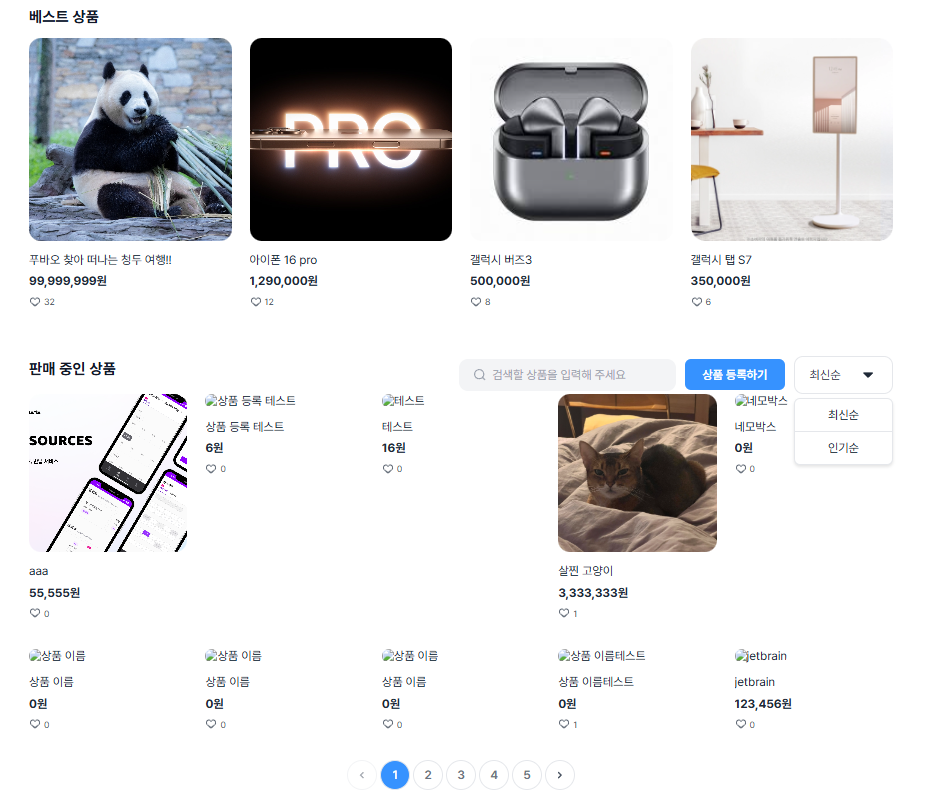 베스트 상품
PRO
푸바오 찾아 떠나는 청두 여행!!
99,999,999원
32
아이폰 16 pro
1,290,000원
12
갤럭시 버즈3
500,000원
8
갤럭시 탭 S7
350,000원
6
판매 중인 상품
검색할 상품을 입력해 주세요
상품 등록하기
최신순
최신순
인기순
SOURCES
aaa
55,555원
0
상품 등록 테스트
상품 등록 테스트
6원
0
테스트
테스트
16원
0
살찐 고양이
3,333,333원
1
네모박스
네모박스
0원
0
상품 이름
상품 이름
0원
0
상품 이름
상품 이름
0원
0
상품 이름
상품 이름
0원
0
상품 이름테스트
상품 이름테스트
0원
1
jetbrain
jetbrain
123,456원
0
‹ 1 2 3 4 5 ›